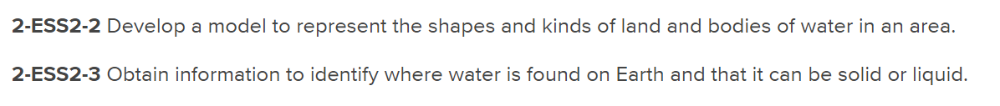 2-ESS2-2 Develop a model to represent the shapes and kinds of land and bodies of water in an area.
2-ESS2-3 Obtain information to identify where water is found on Earth and that it can be solid or liquid.